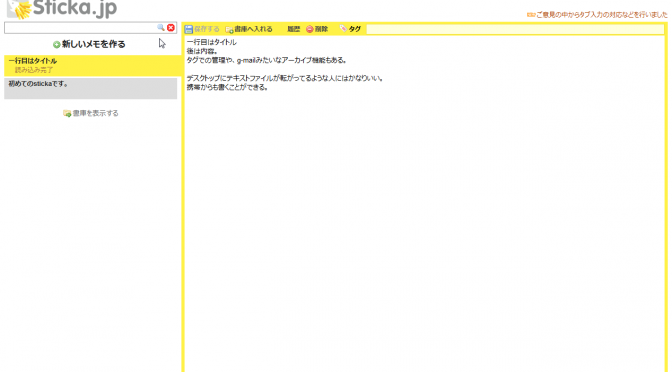 Sticka.jp
ご意見の中からタブ入力の対応などを行いました
保存する 書庫へ入れる 履歴 削除 タグ
新しいメモを作る
一行目はタイトル
読み込み完了
初めてのstickaです。
書庫を表示する
一行目はタイトル
後は内容。
タグでの管理や、g-mailみたいなアーカイブ機能もある。
デスクトップにテキストファイルが転がってるような人にはかなりいい。
携帯からも書くことができる。